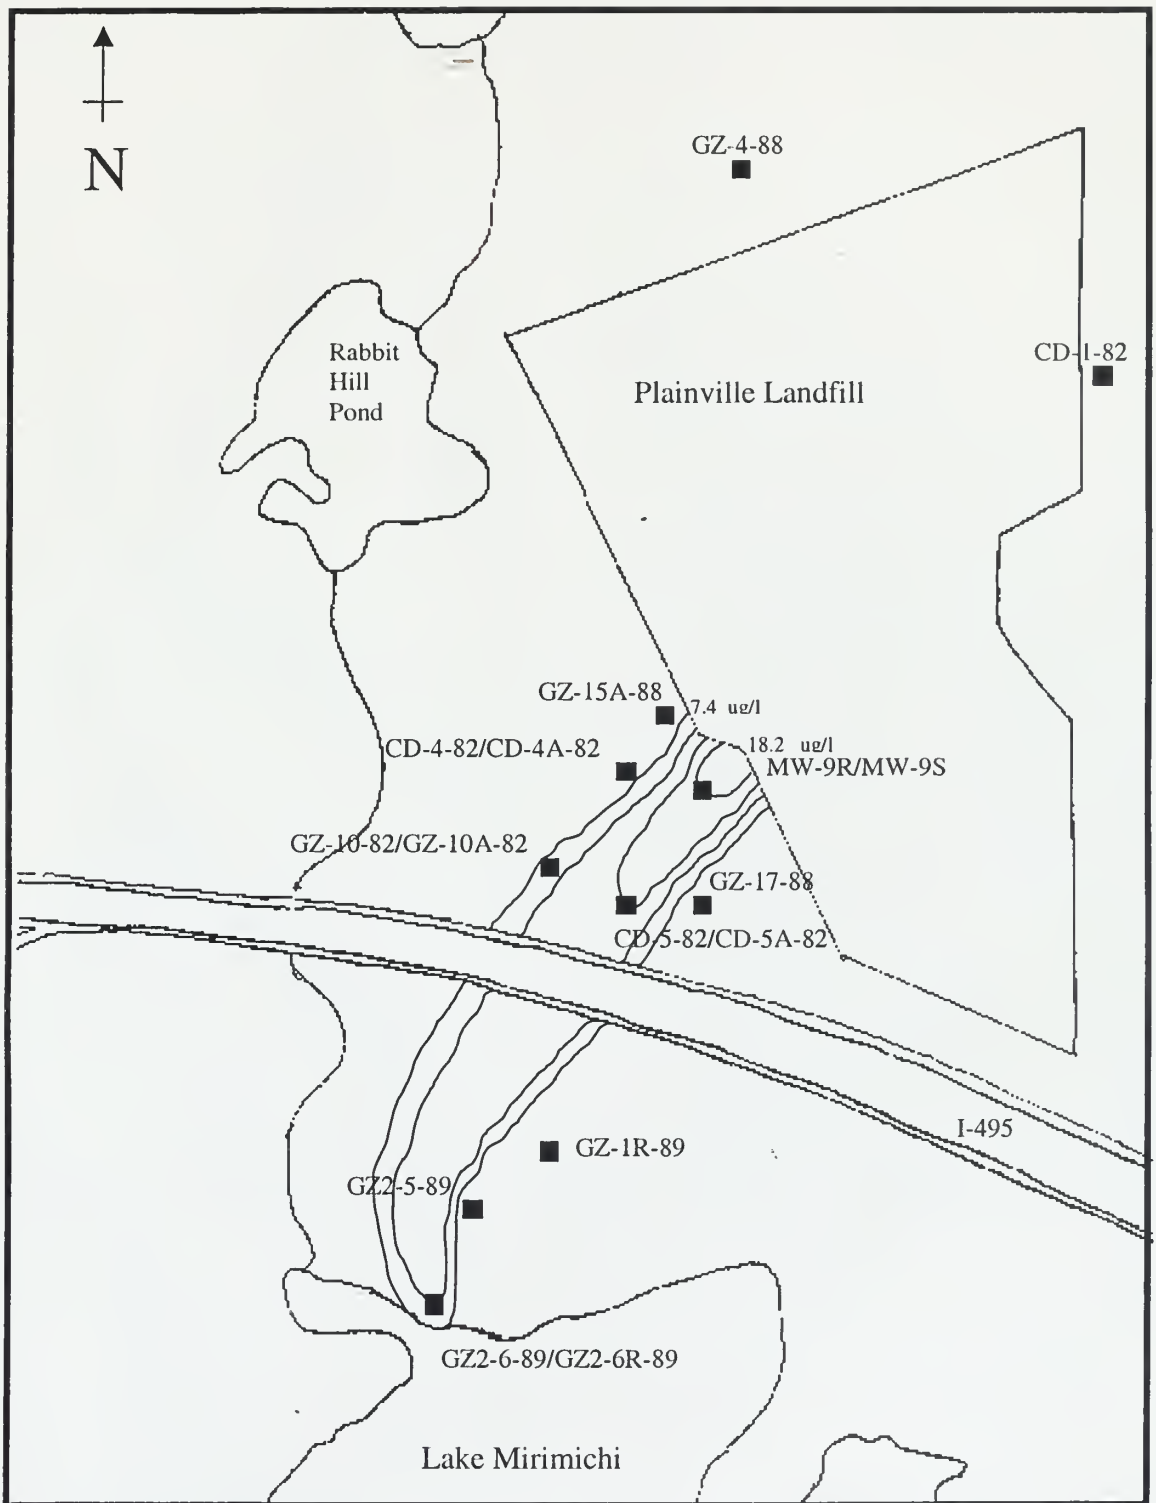 N
GZ-4-88
CD-1-82
Rabbit
Hill
Pond
Plainville Landfill
GZ-15A-88
7.4 ug/l
CD-4-82/CD-4A-82
18.2 ug/l
MW-9R/MW-9S
GZ-10-82/GZ-10A-82
GZ-17-88
CD-5-82/CD-5A-82
I-495
GZ-1R-89
GZ2-5-89
GZ2-6-89/GZ2-6R-89
Lake Mirimichi